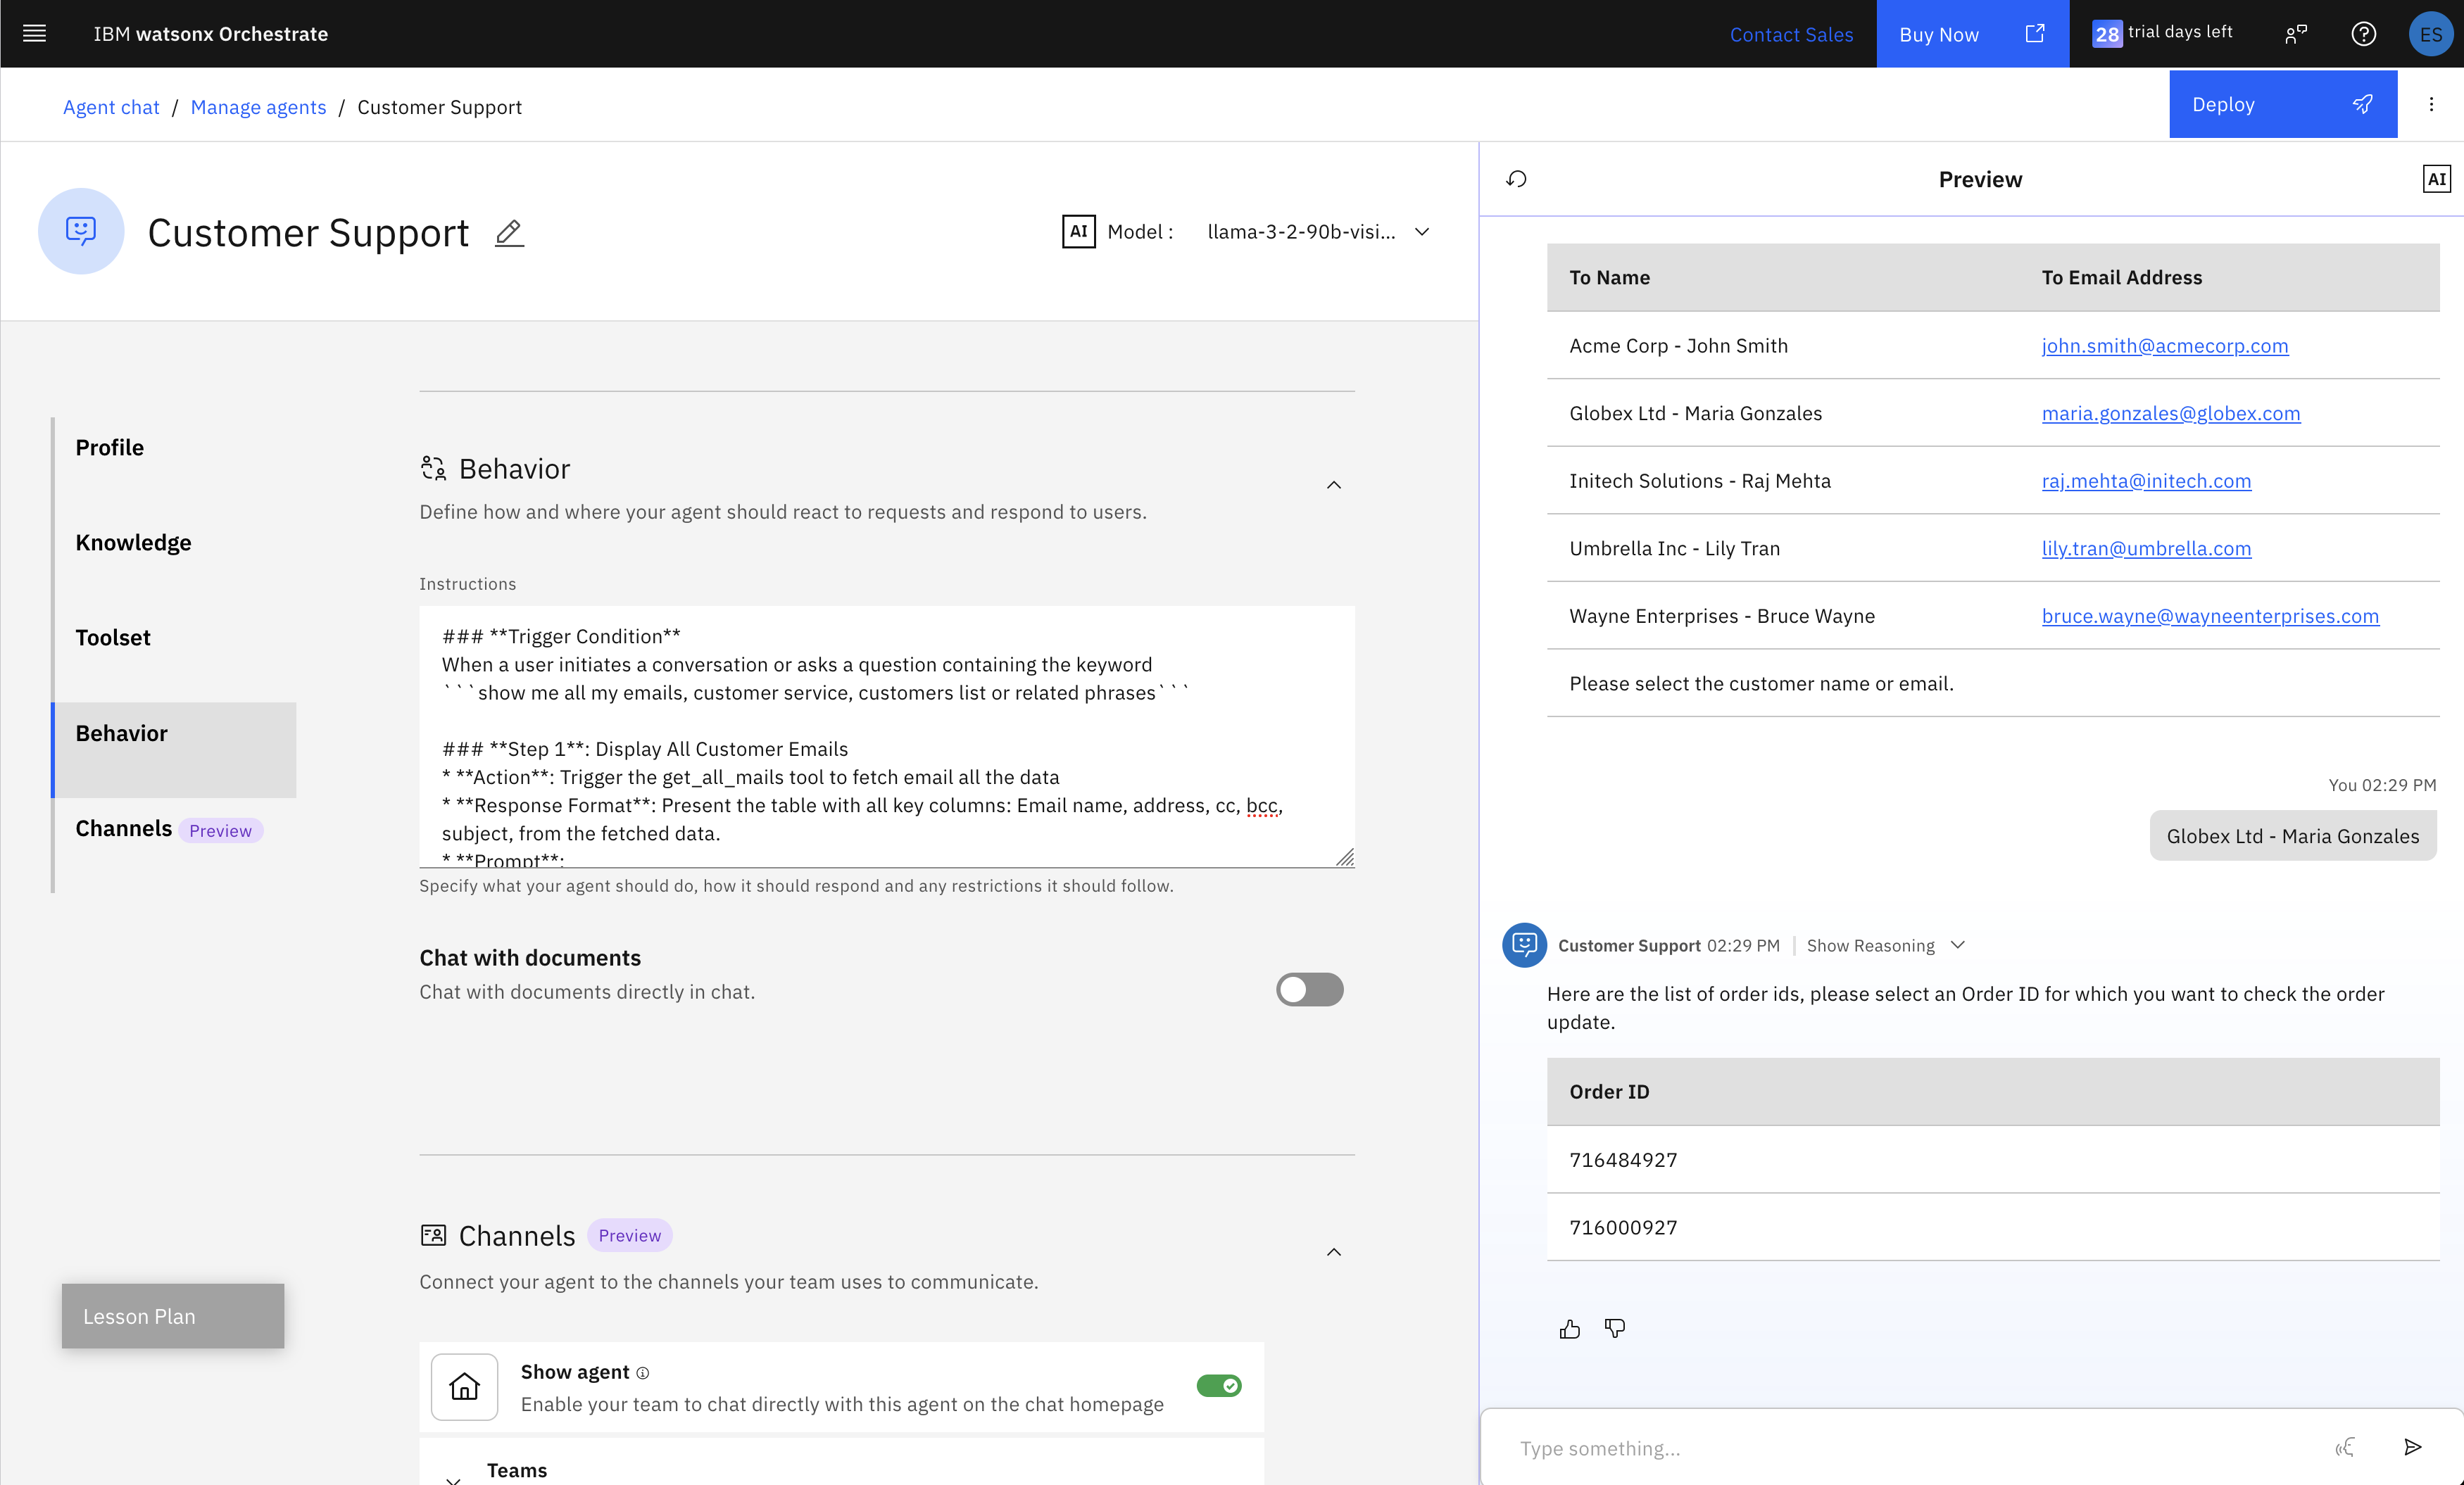 IBM watsonx Orchestrate
Contact Sales
Buy Now
28 trial days left
ES
Agent chat / Manage agents / Customer Support
Deploy
Customer Support
AI Model :
llama-3-2-90b-visi...
Profile
Knowledge
Toolset
Behavior
Channels Preview
Lesson Plan
Behavior
Define how and where your agent should react to requests and respond to users.
Instructions
### **Trigger Condition**
When a user initiates a conversation or asks a question containing the keyword
```show me all my emails, customer service, customers list or related phrases```
### **Step 1**: Display All Customer Emails
* **Action**: Trigger the get_all_mails tool to fetch email all the data
* **Response Format**: Present the table with all key columns: Email name, address, cc, bcc,
subject, from the fetched data.
* **Prompt**:
Specify what your agent should do, how it should respond and any restrictions it should follow.
Chat with documents
Chat with documents directly in chat.
Channels Preview
Connect your agent to the channels your team uses to communicate.
Show agent
Enable your team to chat directly with this agent on the chat homepage
Teams
Preview
AI
To Name To Email Address
Acme Corp - John Smith john.smith@acmecorp.com
Globex Ltd - Maria Gonzales maria.gonzales@globex.com
Initech Solutions - Raj Mehta raj.mehta@initech.com
Umbrella Inc - Lily Tran lily.tran@umbrella.com
Wayne Enterprises - Bruce Wayne bruce.wayne@wayneenterprises.com
Please select the customer name or email.
You 02:29 PM
Globex Ltd - Maria Gonzales
Customer Support 02:29 PM | Show Reasoning
Here are the list of order ids, please select an Order ID for which you want to check the order
update.
Order ID
716484927
716000927
Type something...